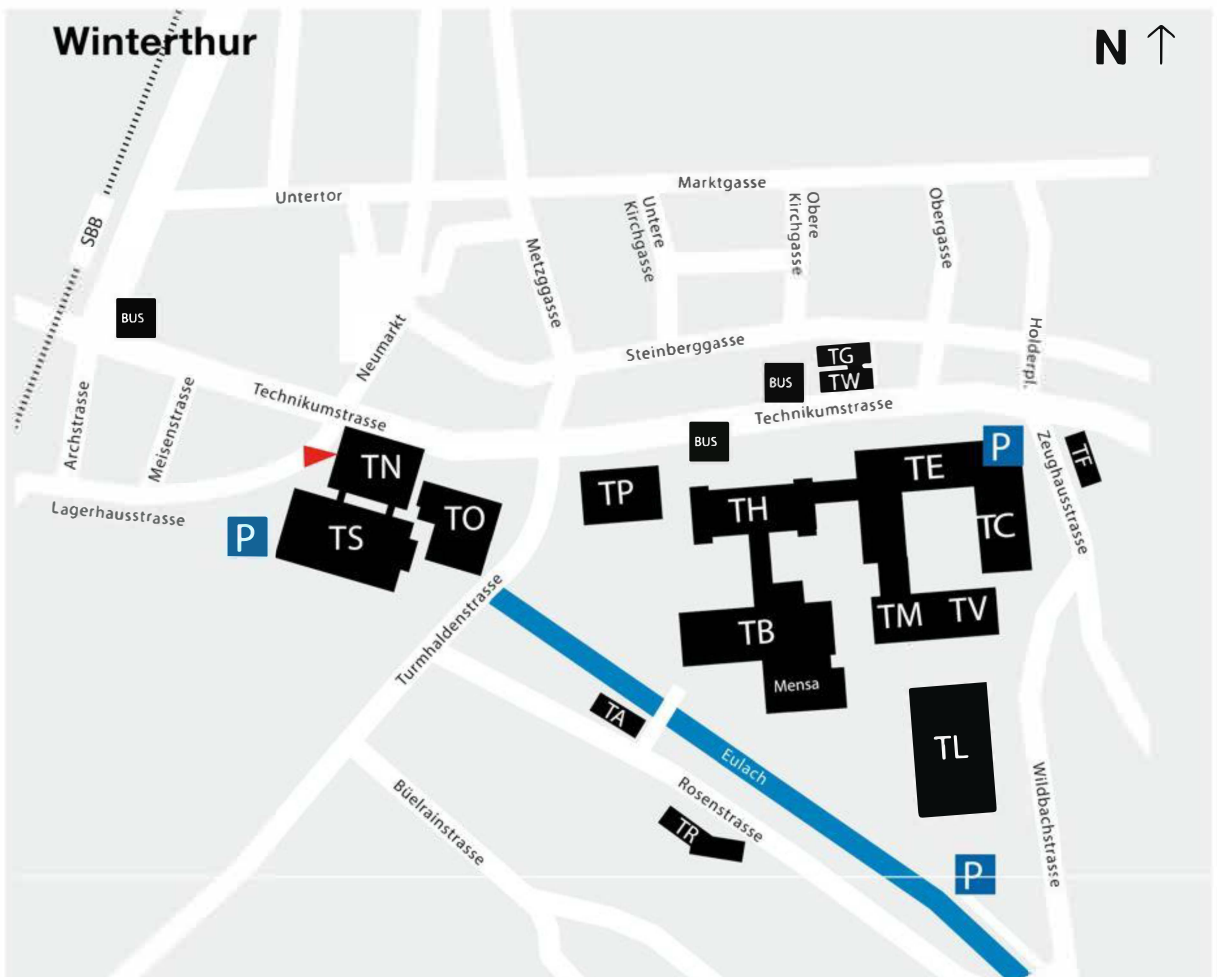 Winterthur
N ↑
Marktgasse
Untertor
Untere
Kirchgasse
Obere
Kirchgasse
Obergasse
SBB
Metzggasse
BUS
Neumarkt
Holderpl.
Steinberggasse
TG
TW
BUS
Technikumstrasse
Technikumstrasse
Archstrasse
Meisenstrasse
BUS
P
Zeughausstrasse
TF
TN
TE
TP
TH
TO
TC
Lagerhausstrasse
P
TS
Turmhaldenstrasse
TB
TM
TV
Mensa
TA
TL
Eulach
Rosenstrasse
Büelrainstrasse
TR
Wildbachstrasse
P